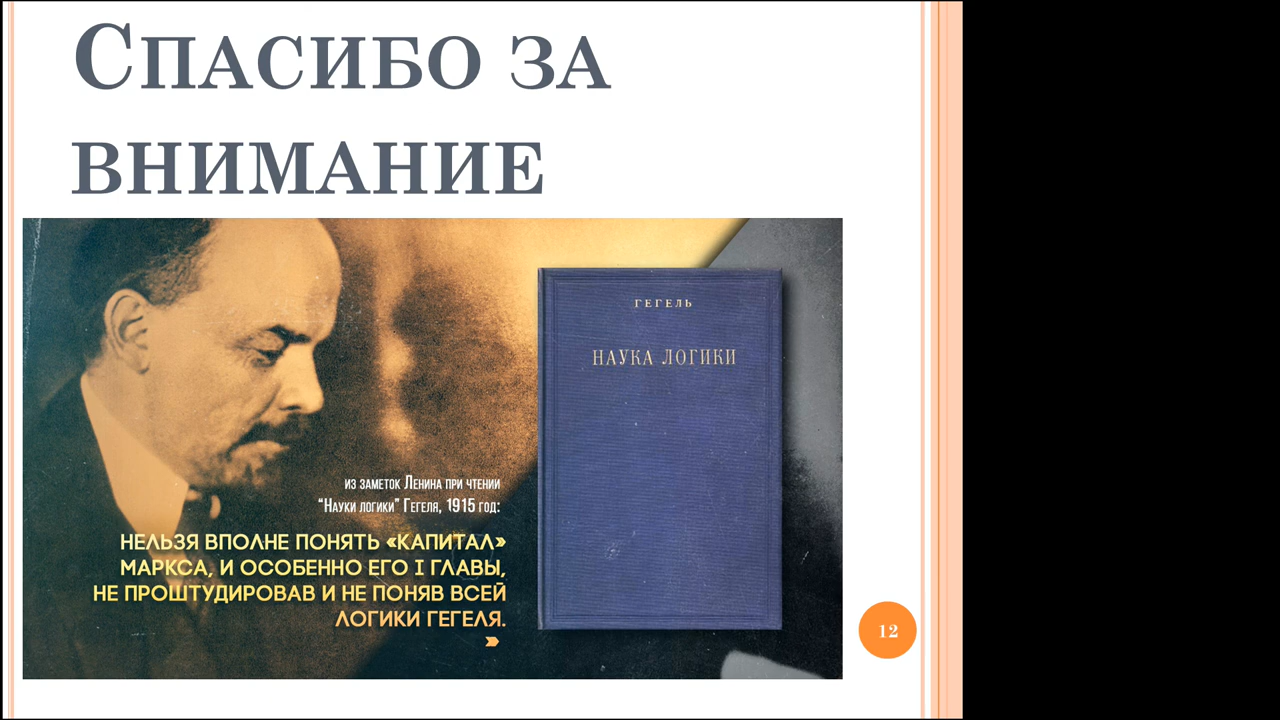 Спасибо за
внимание
ГЕГЕЛЬ
НАУКА ЛОГИКИ
из заметок Ленина при чтении
“Науки логики” Гегеля, 1915 год:
НЕЛЬЗЯ ВПОЛНЕ ПОНЯТЬ «КАПИТАЛ»
МАРКСА, И ОСОБЕННО ЕГО I ГЛАВЫ,
НЕ ПРОШТУДИРОВАВ И НЕ ПОНЯВ ВСЕЙ
ЛОГИКИ ГЕГЕЛЯ.
12